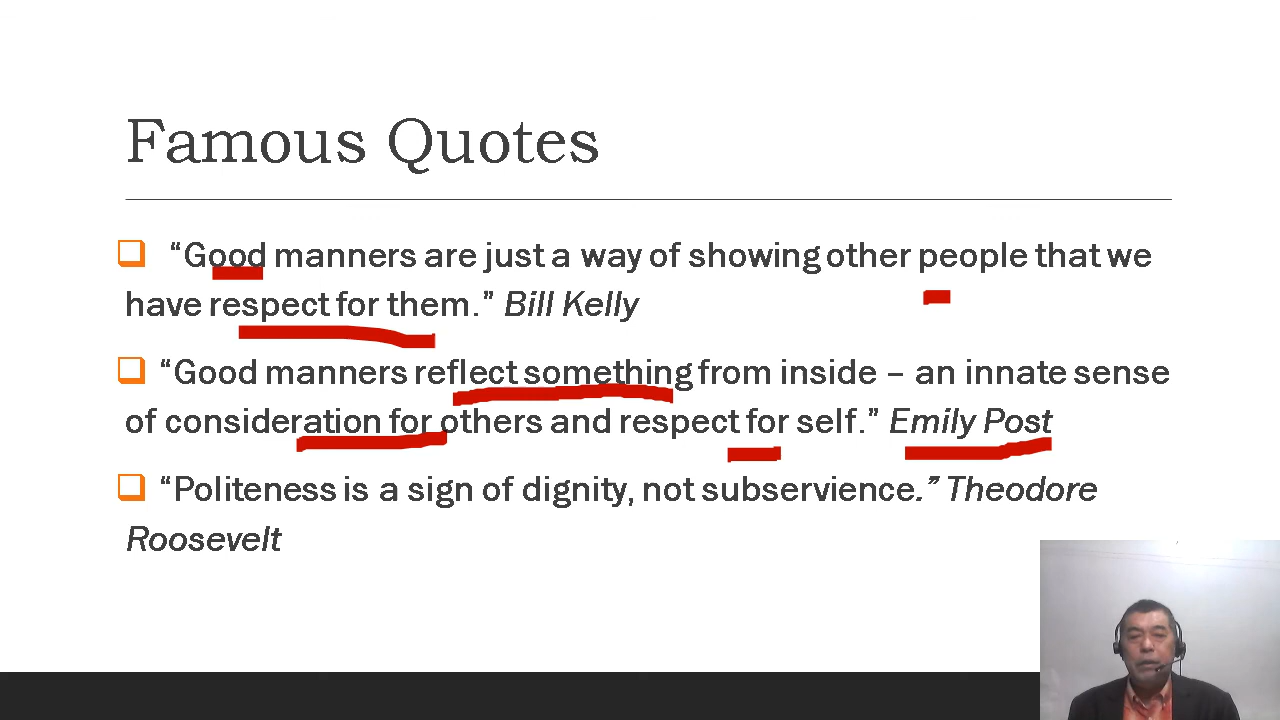 Famous Quotes
“Good manners are just a way of showing other people that we
have respect for them.” Bill Kelly
“Good manners reflect something from inside – an innate sense
of consideration for others and respect for self.” Emily Post
“Politeness is a sign of dignity, not subservience.” Theodore
Roosevelt